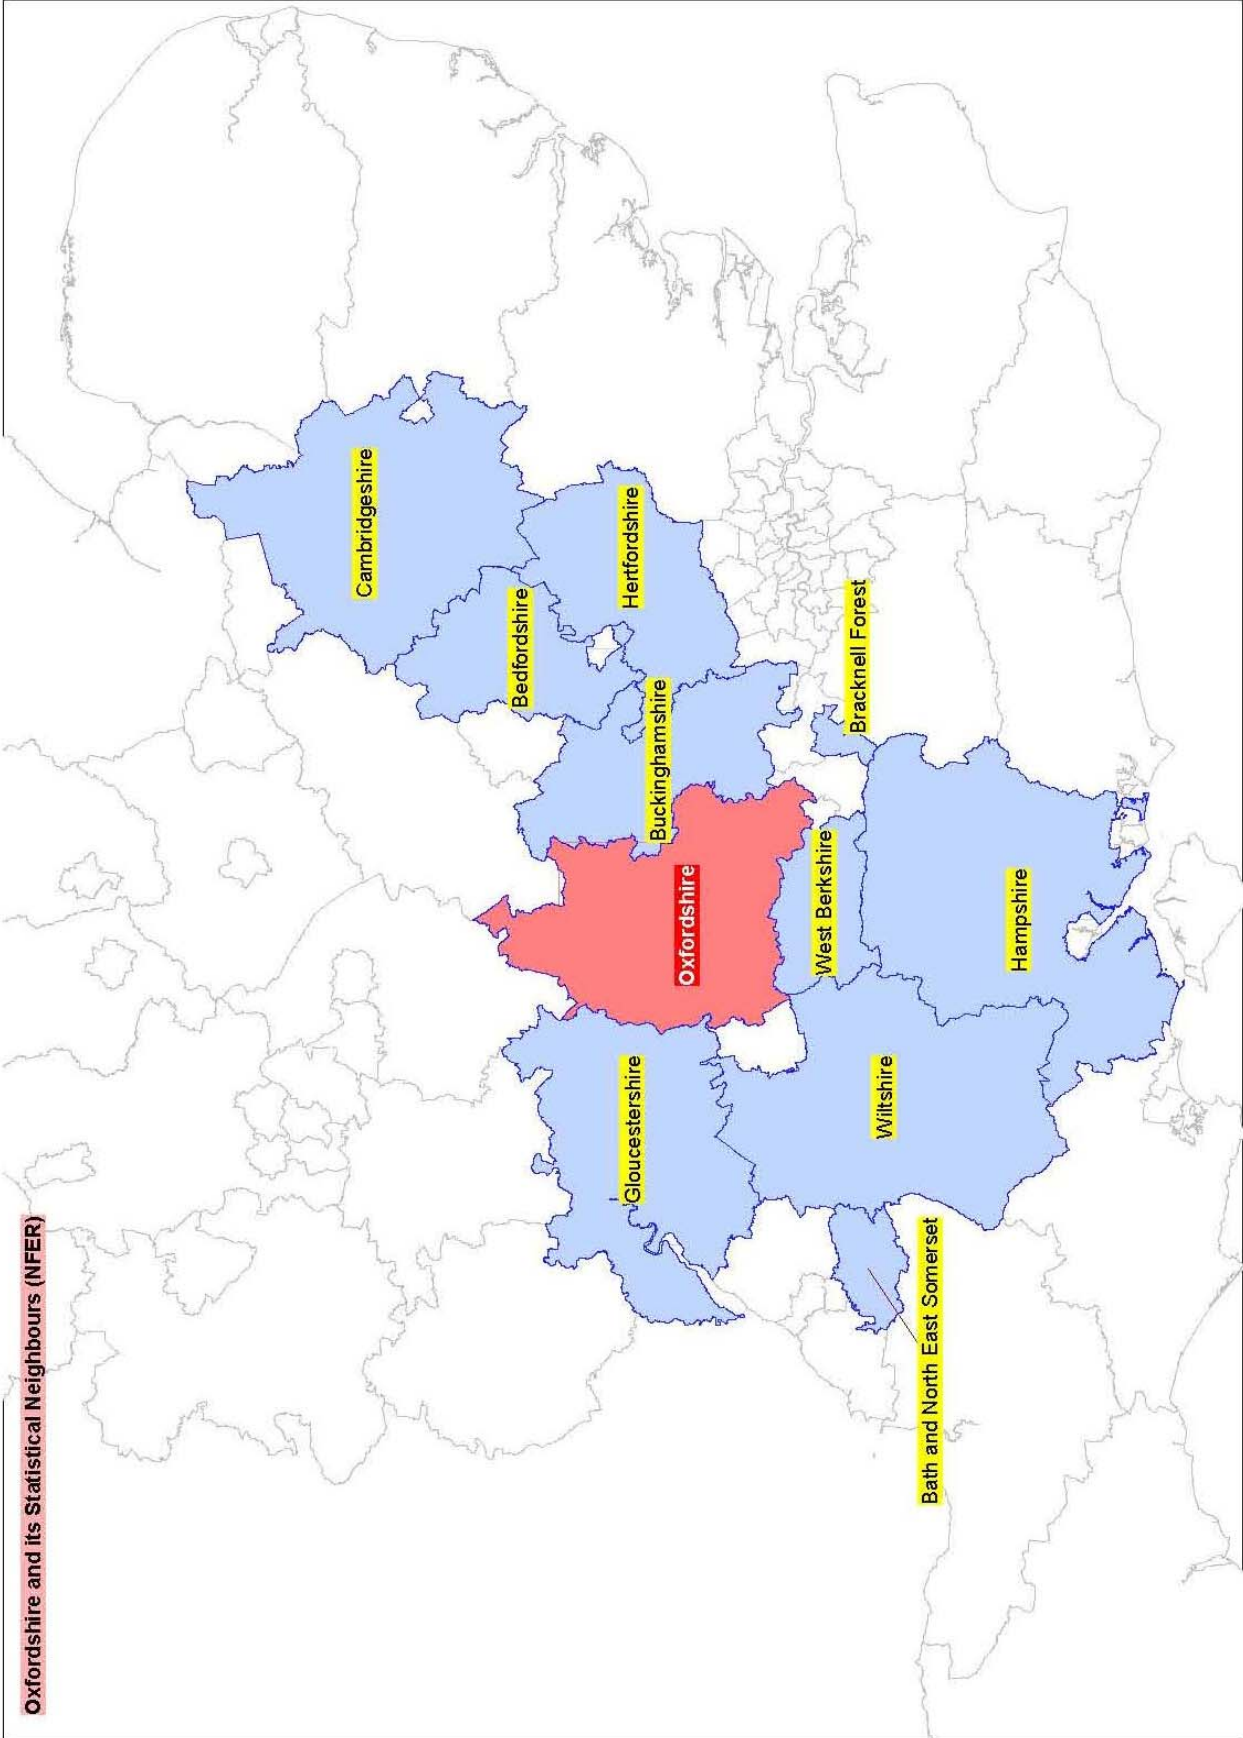 Oxfordshire and its Statistical Neighbours (NFER)
Cambridgeshire
Bedfordshire
Hertfordshire
Buckinghamshire
Bracknell Forest
Oxfordshire
West Berkshire
Hampshire
Gloucestershire
Wiltshire
Bath and North East Somerset